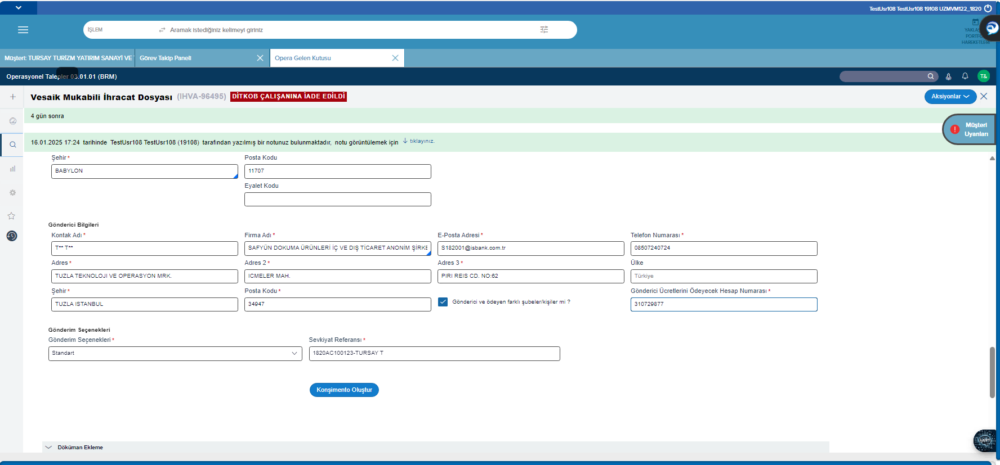 TestUsr108 TestUsr108 19108 UZMVM122_1820
İŞLEM
Aramak istediğiniz kelimeyi giriniz
PORTFO
HAREKETLERİ
Müşteri: TURSAY TURİZM YATIRIM SANAYİ VE
Görev Takip Paneli
Opera Gelen Kutusu
Operasyonel Talepler 03.01.01 (BRM)
T&
Vesaik Mukabili İhracat Dosyası (IHVA-96495) DİTKOB ÇALIŞANINA İADE EDİLDİ
Aksiyonlar
4 gün sonra
Müşteri
Uyarıları
16.01.2025 17:24 tarihinde TestUsr108 TestUsr108 (19108) tarafından yazılmış bir notunuz bulunmaktadır, notu görüntülemek için tıklayınız.
Şehir * Posta Kodu
BABYLON 11707
Eyalet Kodu
Gönderici Bilgileri
Kontak Adı * Firma Adı * E-Posta Adresi * Telefon Numarası *
T** T** SAFYÜN DOKUMA ÜRÜNLERİ İÇ VE DIŞ TİCARET ANONİM ŞİRKE S182001@isbank.com.tr 08507240724
Adres * Adres 2 * Adres 3 * Ülke
TUZLA TEKNOLOJI VE OPERASYON MRK. ICMELER MAH. PIRI REIS CD. NO:62 Türkiye
Şehir * Posta Kodu * Gönderici Ücretlerini Ödeyecek Hesap Numarası *
TUZLA ISTANBUL 34947 Gönderici ve ödeyen farklı şubeler/kişiler mi ? 310729877
Gönderim Seçenekleri
Gönderim Seçenekleri * Sevkiyat Referansı *
Standart 1820AC100123-TURSAY T
Konşimento Oluştur
Döküman Ekleme